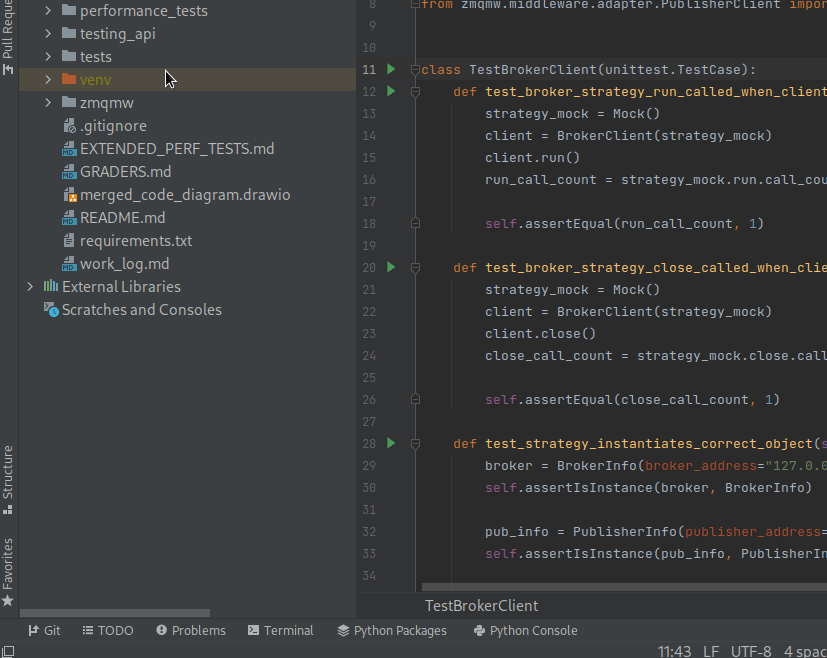 Pull Reque
performance_tests
testing_api
tests
venv
zmqmw
.gitignore
EXTENDED_PERF_TESTS.md
GRADERS.md
merged_code_diagram.drawio
README.md
requirements.txt
work_log.md
External Libraries
Scratches and Consoles
Structure
Favorites
8 from zmqmw.middleware.adapter.PublisherClient impor
9
10
11 class TestBrokerClient(unittest.TestCase):
12 def test_broker_strategy_run_called_when_client
13 strategy_mock = Mock()
14 client = BrokerClient(strategy_mock)
15 client.run()
16 run_call_count = strategy_mock.run.call_cou
17
18 self.assertEqual(run_call_count, 1)
19
20 def test_broker_strategy_close_called_when_clie
21 strategy_mock = Mock()
22 client = BrokerClient(strategy_mock)
23 client.close()
24 close_call_count = strategy_mock.close.call
25
26 self.assertEqual(close_call_count, 1)
27
28 def test_strategy_instantiates_correct_object(s
29 broker = BrokerInfo(broker_address="127.0.0
30 self.assertIsInstance(broker, BrokerInfo)
31
32 pub_info = PublisherInfo(publisher_address=
33 self.assertIsInstance(pub_info, PublisherIn
34
TestBrokerClient
Git TODO Problems Terminal Python Packages Python Console
11:43 LF UTF-8 4 spac